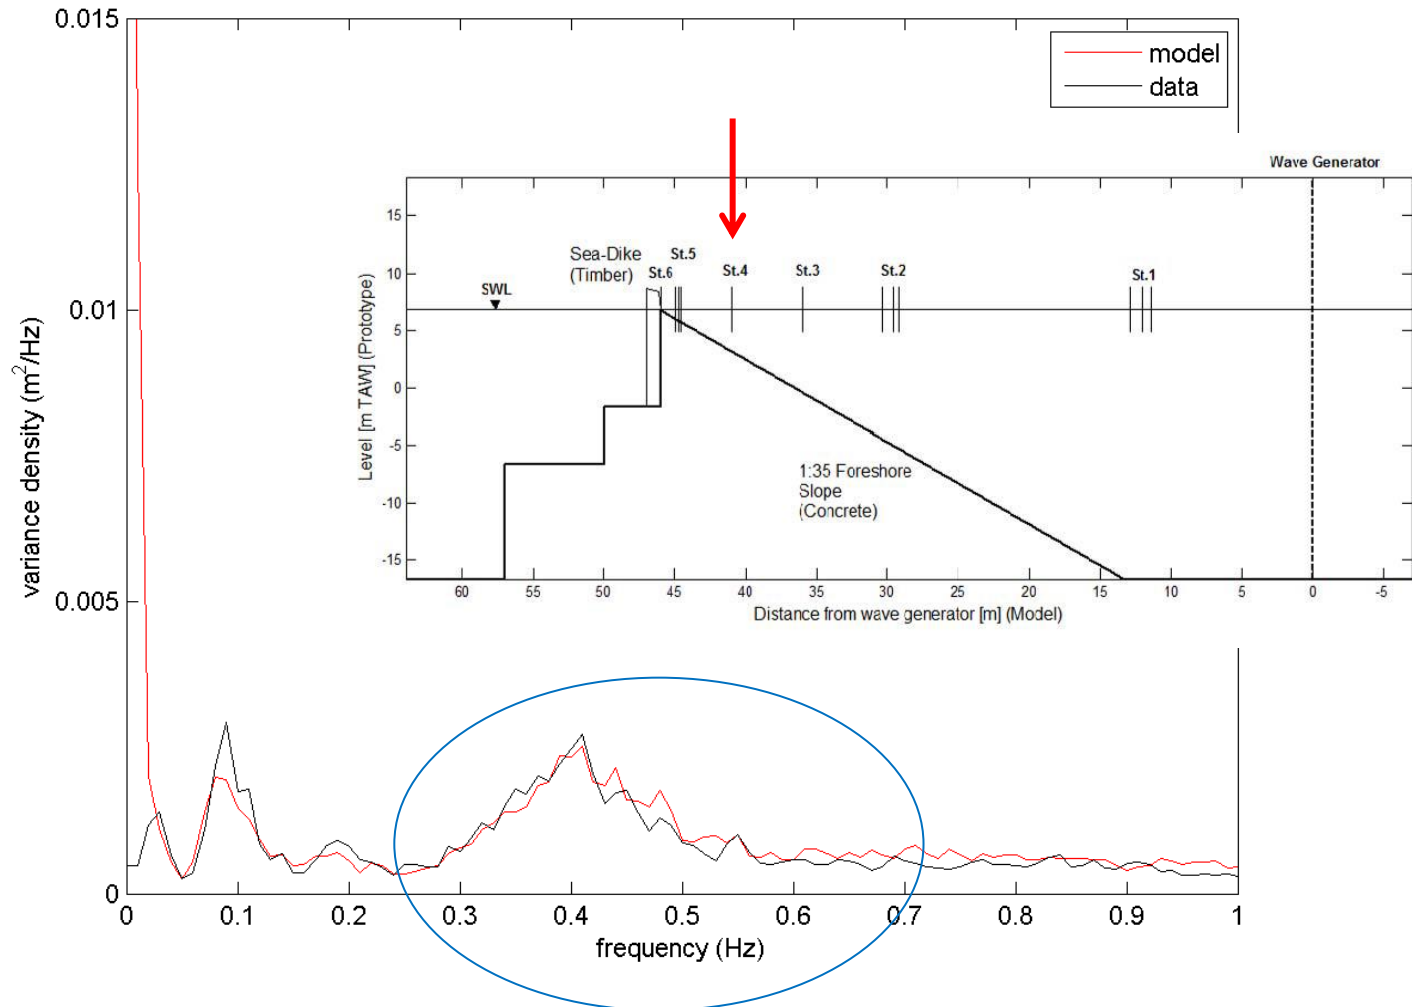 0.015
0.01
0.005
0
variance density (m²/Hz)
model
data
Wave Generator
15
10
5
0
-5
-10
-15
Level [m TAW] (Prototype)
SWL
Sea-Dike
(Timber)
St.6
St.5
St.4
St.3
St.2
St.1
1:35 Foreshore
Slope
(Concrete)
60 55 50 45 40 35 30 25 20 15 10 5 0 -5
Distance from wave generator [m] (Model)
0 0.1 0.2 0.3 0.4 0.5 0.6 0.7 0.8 0.9 1
frequency (Hz)